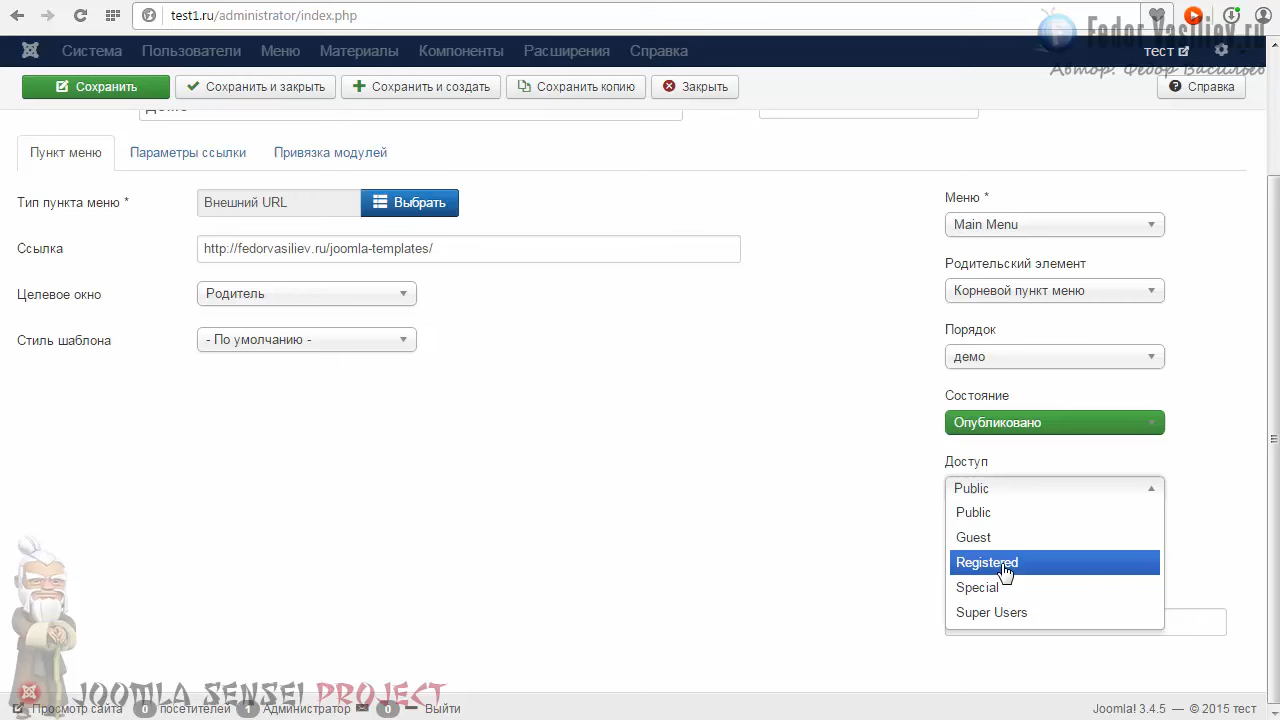 test1.ru/administrator/index.php
Fedor Vasiliev.ru
Автор: Федор Васильев
Система Пользователи Меню Материалы Компоненты Расширения Справка тест
Сохранить Сохранить и закрыть Сохранить и создать Сохранить копию Закрыть Справка
Пункт меню Параметры ссылки Привязка модулей
Тип пункта меню * Внешний URL Выбрать
Ссылка http://fedorvasiliev.ru/joomla-templates/
Целевое окно Родитель
Стиль шаблона - По умолчанию -
Меню *
Main Menu
Родительский элемент
Корневой пункт меню
Порядок
демо
Состояние
Опубликовано
Доступ
Public
Public
Guest
Registered
Special
Super Users
JOOMLA SENSEI PROJECT
Просмотр сайта 0 посетителей 1 Администратор 0 Выйти Joomla! 3.4.5 — © 2015 тест